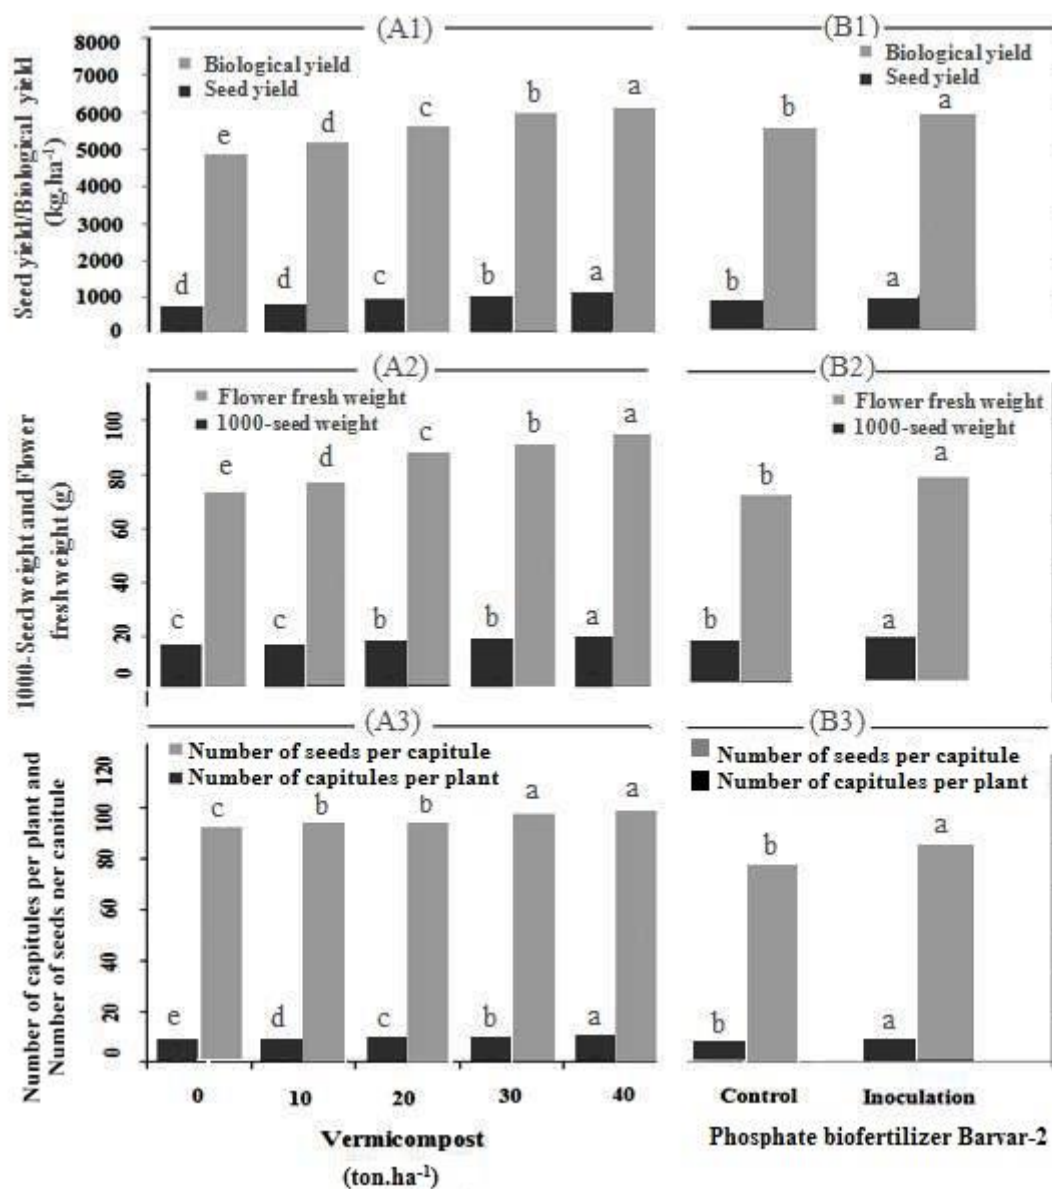 (A1)
(B1)
Seed yield/Biological yield
(kg.ha-1)
8000
7000
6000
5000
4000
3000
2000
1000
0
Biological yield
Seed yield
e
d
c
b
a
d
d
c
b
a
Biological yield
Seed yield
b
a
b
a
(A2)
(B2)
1000-Seed weight and Flower
fresh weight (g)
100
80
60
40
20
0
Flower fresh weight
1000-seed weight
e
d
c
b
a
c
c
b
b
a
Flower fresh weight
1000-seed weight
b
a
b
a
(A3)
(B3)
Number of capitules per plant and
Number of seeds per canitule
120
100
80
60
40
20
0
Number of seeds per capitule
Number of capitules per plant
c
b
b
a
a
e
d
c
b
a
Number of seeds per capitule
Number of capitules per plant
b
a
b
a
0 10 20 30 40
Vermicompost
(ton.ha-1)
Control Inoculation
Phosphate biofertilizer Barvar-2